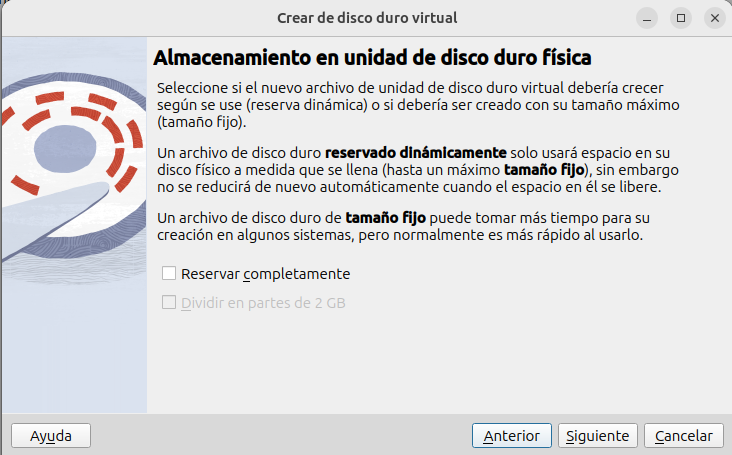 Crear de disco duro virtual
Almacenamiento en unidad de disco duro física
Seleccione si el nuevo archivo de unidad de disco duro virtual debería crecer
según se use (reserva dinámica) o si debería ser creado con su tamaño máximo
(tamaño fijo).
Un archivo de disco duro reservado dinámicamente solo usará espacio en su
disco físico a medida que se llena (hasta un máximo tamaño fijo), sin embargo
no se reducirá de nuevo automáticamente cuando el espacio en él se libere.
Un archivo de disco duro de tamaño fijo puede tomar más tiempo para su
creación en algunos sistemas, pero normalmente es más rápido al usarlo.
Reservar completamente
Dividir en partes de 2 GB
Ayuda Anterior Siguiente Cancelar